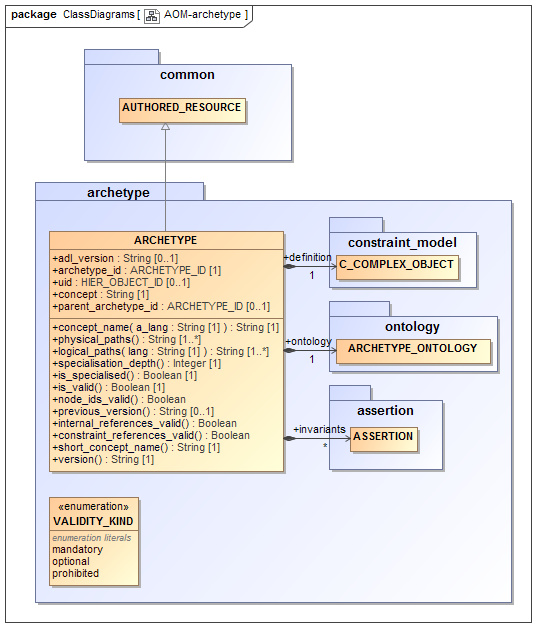 package ClassDiagrams [ AOM-archetype ]
common
AUTHORED_RESOURCE
archetype
ARCHETYPE
+adl_version : String [0..1]
+archetype_id : ARCHETYPE_ID [1]
+uid : HIER_OBJECT_ID [0..1]
+concept : String [1]
+parent_archetype_id : ARCHETYPE_ID [0..1]
+concept_name( a_lang : String [1] ) : String [1]
+physical_paths() : String [1..*]
+logical_paths( lang : String [1] ) : String [1..*]
+specialisation_depth() : Integer [1]
+is_specialised() : Boolean [1]
+is_valid() : Boolean [1]
+node_ids_valid() : Boolean
+previous_version() : String [0..1]
+internal_references_valid() : Boolean
+constraint_references_valid() : Boolean
+short_concept_name() : String [1]
+version() : String [1]
+definition
1
constraint_model
C_COMPLEX_OBJECT
+ontology
1
ontology
ARCHETYPE_ONTOLOGY
+invariants
*
assertion
ASSERTION
«enumeration»
VALIDITY_KIND
enumeration literals
mandatory
optional
prohibited